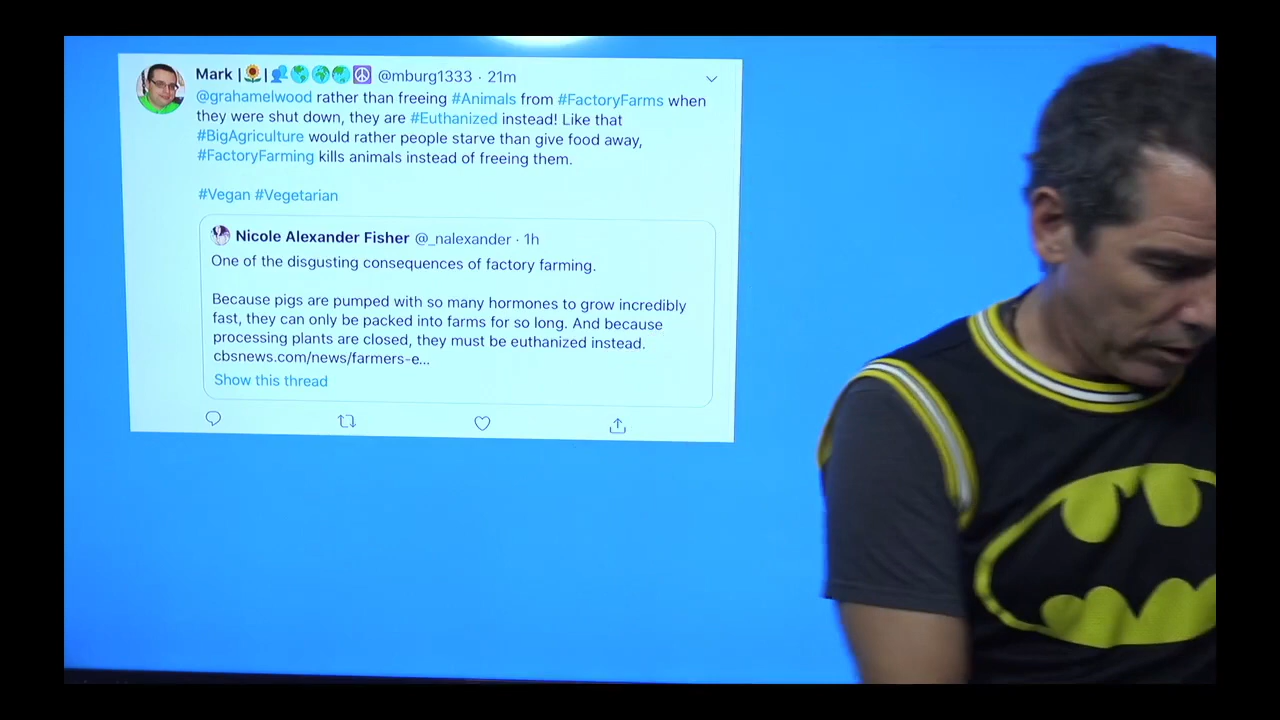 Mark |🌻|👥🌎🌍🌏☮ @mburg1333 · 21m
@grahamelwood rather than freeing #Animals from #FactoryFarms when
they were shut down, they are #Euthanized instead! Like that
#BigAgriculture would rather people starve than give food away,
#FactoryFarming kills animals instead of freeing them.
#Vegan #Vegetarian
Nicole Alexander Fisher @_nalexander · 1h
One of the disgusting consequences of factory farming.
Because pigs are pumped with so many hormones to grow incredibly
fast, they can only be packed into farms for so long. And because
processing plants are closed, they must be euthanized instead.
cbsnews.com/news/farmers-e...
Show this thread